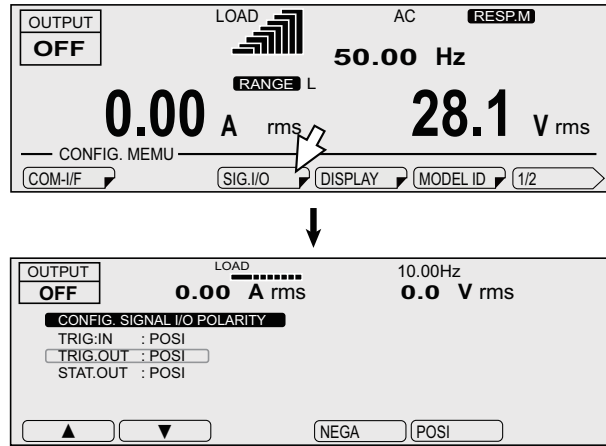 OUTPUT LOAD AC RESP.M
OFF 50.00 Hz
RANGE L
0.00 A rms 28.1 V rms
CONFIG. MEMU
COM-I/F SIG.I/O DISPLAY MODEL ID 1/2
OUTPUT LOAD 10.00Hz
OFF 0.00 A rms 0.0 V rms
CONFIG. SIGNAL I/O POLARITY
TRIG:IN : POSI
TRIG.OUT : POSI
STAT.OUT : POSI
▲ ▼ NEGA POSI